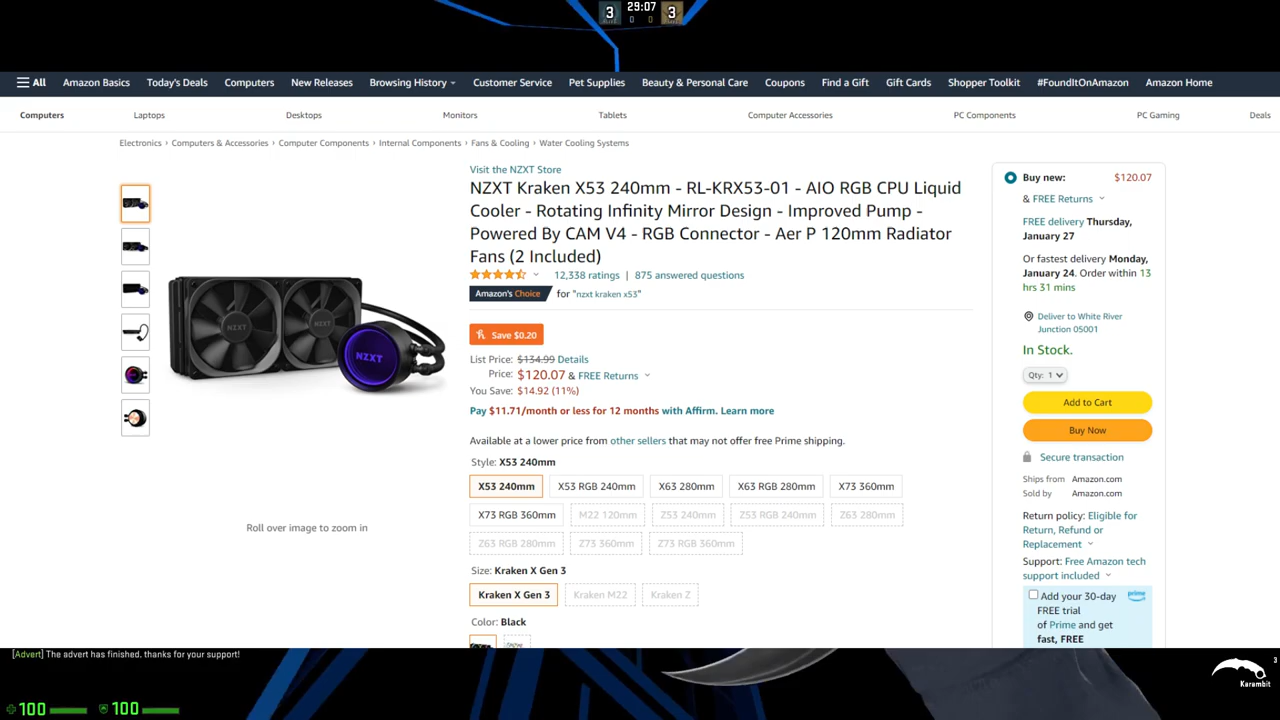 3 29:07 3
0 0
All Amazon Basics Today's Deals Computers New Releases Browsing History Customer Service Pet Supplies Beauty & Personal Care Coupons Find a Gift Gift Cards Shopper Toolkit #FoundItOnAmazon Amazon Home
Computers Laptops Desktops Monitors Tablets Computer Accessories PC Components PC Gaming Deals
Electronics › Computers & Accessories › Computer Components › Internal Components › Fans & Cooling › Water Cooling Systems
NZXT
NZXT
NZXT
Roll over image to zoom in
Visit the NZXT Store
NZXT Kraken X53 240mm - RL-KRX53-01 - AIO RGB CPU Liquid
Cooler - Rotating Infinity Mirror Design - Improved Pump -
Powered By CAM V4 - RGB Connector - Aer P 120mm Radiator
Fans (2 Included)
12,338 ratings | 875 answered questions
Amazon's Choice for "nzxt kraken x53"
Save $0.20
List Price: $134.99 Details
Price: $120.07 & FREE Returns
You Save: $14.92 (11%)
Pay $11.71/month or less for 12 months with Affirm. Learn more
Available at a lower price from other sellers that may not offer free Prime shipping.
Style: X53 240mm
X53 240mm X53 RGB 240mm X63 280mm X63 RGB 280mm X73 360mm
X73 RGB 360mm M22 120mm Z53 240mm Z53 RGB 240mm Z63 280mm
Z63 RGB 280mm Z73 360mm Z73 RGB 360mm
Size: Kraken X Gen 3
Kraken X Gen 3 Kraken M22 Kraken Z
Color: Black
Buy new: $120.07
& FREE Returns
FREE delivery Thursday,
January 27
Or fastest delivery Monday,
January 24. Order within 13
hrs 31 mins
Deliver to White River
Junction 05001
In Stock.
Qty: 1
Add to Cart
Buy Now
Secure transaction
Ships from Amazon.com
Sold by Amazon.com
Return policy: Eligible for
Return, Refund or
Replacement
Support: Free Amazon tech
support included
Add your 30-day prime
FREE trial
of Prime and get
fast, FREE
[Advert] The advert has finished, thanks for your support!
3
Karambit
100 100